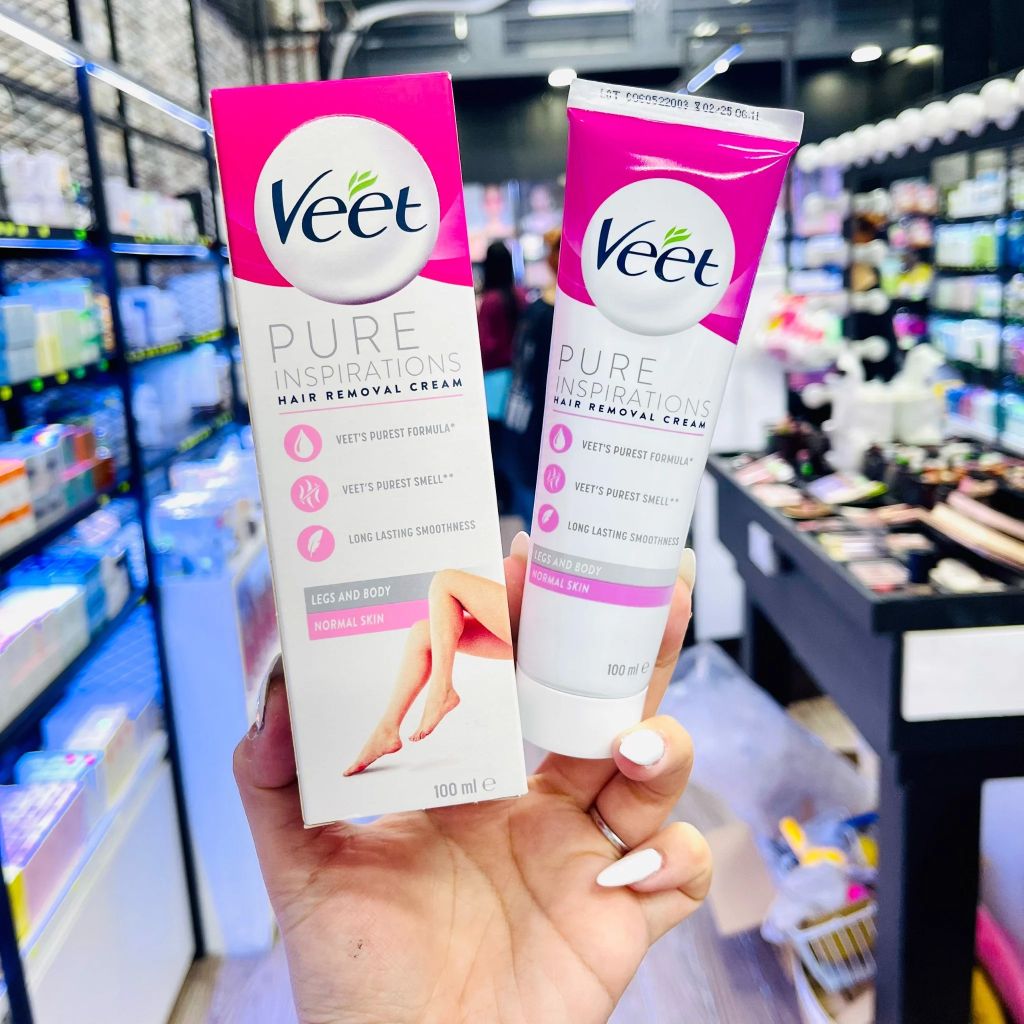 Veet
PURE
INSPIRATIONS
HAIR REMOVAL CREAM
VEET'S PUREST FORMULA*
VEET'S PUREST SMELL**
LONG LASTING SMOOTHNESS
LEGS AND BODY
NORMAL SKIN
100 ml e
Veet
PURE
INSPIRATIONS
HAIR REMOVAL CREAM
VEET'S PUREST FORMULA*
VEET'S PUREST SMELL**
LONG LASTING SMOOTHNESS
LEGS AND BODY
NORMAL SKIN
100 ml e